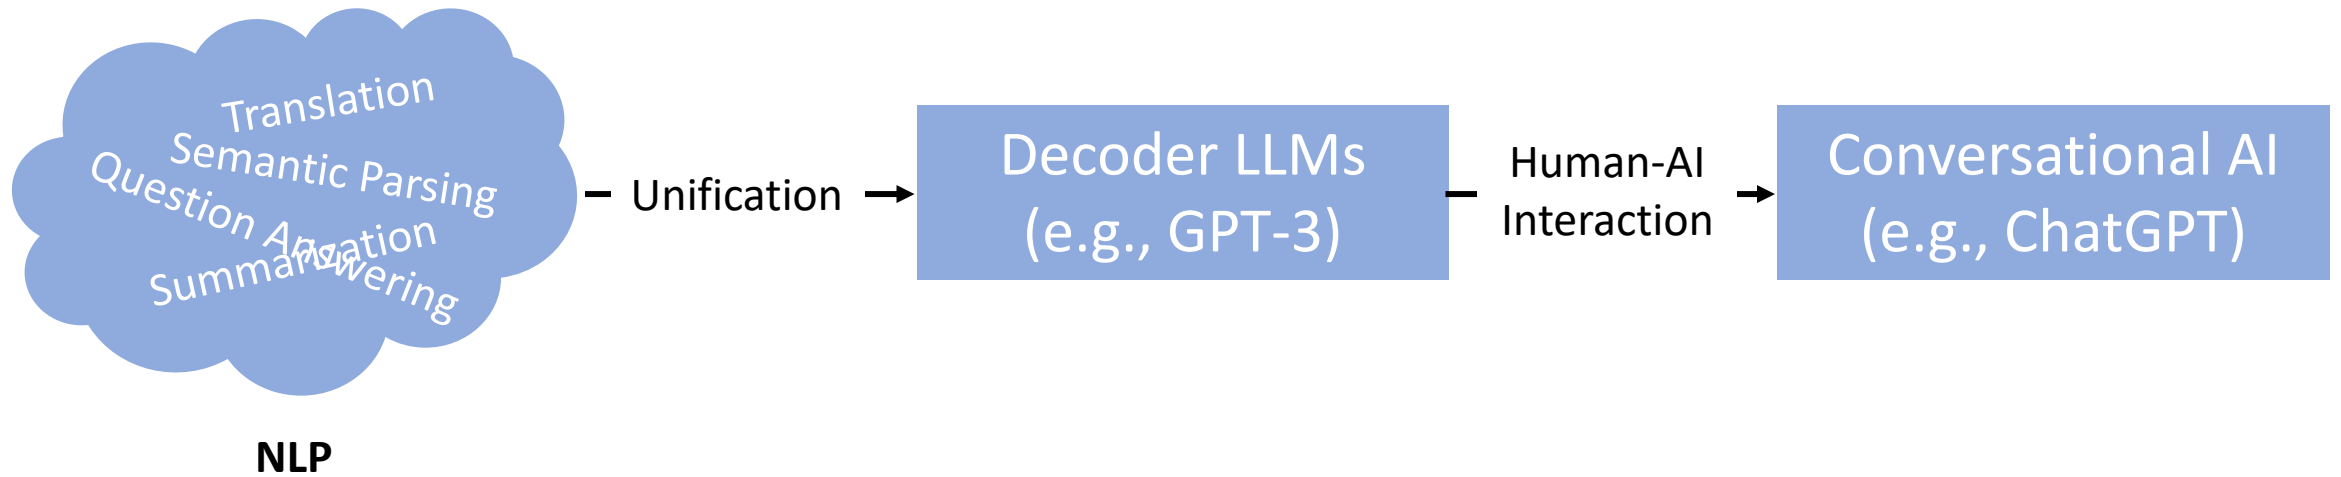 Translation
Semantic Parsing
Question Answering
Summarization
NLP
Unification
Decoder LLMs
(e.g., GPT-3)
Human-AI
Interaction
Conversational AI
(e.g., ChatGPT)